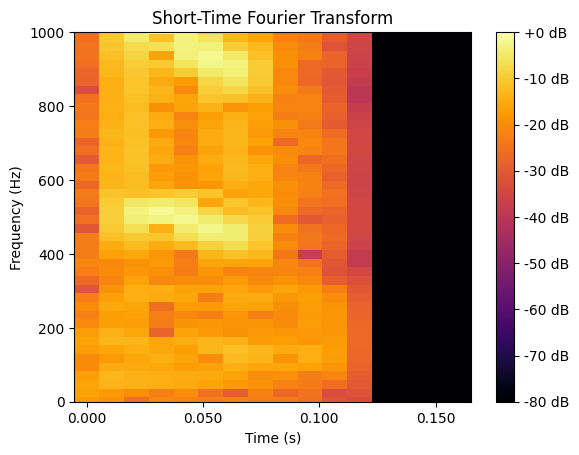 Short-Time Fourier Transform
1000
800
600
400
200
0
Frequency (Hz)
0.000
0.050
0.100
0.150
Time (s)
+0 dB
-10 dB
-20 dB
-30 dB
-40 dB
-50 dB
-60 dB
-70 dB
-80 dB